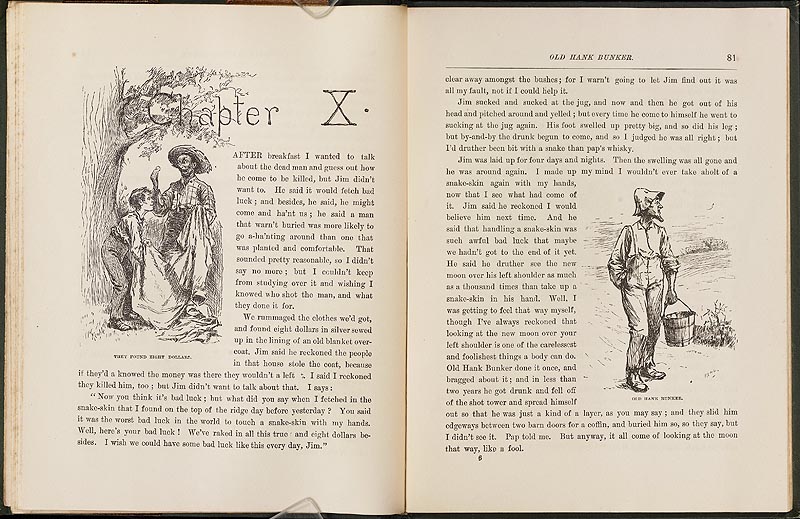 Chapter X.
AFTER breakfast I wanted to talk
about the dead man and guess out how
he come to be killed, but Jim didn't
want to. He said it would fetch bad
luck; and besides, he said, he might
come and ha'nt us; he said a man
that warn't buried was more likely to
go a-ha'nting around than one that
was planted and comfortable. That
sounded pretty reasonable, so I didn't
say no more; but I couldn't keep
from studying over it and wishing I
knowed who shot the man, and what
they done it for.
We rummaged the clothes we'd got,
and found eight dollars in silver sewed
up in the lining of an old blanket over-
coat. Jim said he reckoned the people
in that house stole the coat, because
THEY FOUND EIGHT DOLLARS.
if they'd a knowed the money was there they wouldn't a left . I said I reckoned
they killed him, too; but Jim didn't want to talk about that. I says:
"Now you think it's bad luck; but what did you say when I fetched in the
snake-skin that I found on the top of the ridge day before yesterday? You said
it was the worst bad luck in the world to touch a snake-skin with my hands.
Well, here's your bad luck! We've raked in all this truc and eight dollars be-
sides. I wish we could have some bad luck like this every day, Jim."
OLD HANK BUNKER. 81
clear away amongst the bushes; for I warn't going to let Jim find out it was
all my fault, not if I could help it.
Jim sucked and sucked at the jug, and now and then he got out of his
head and pitched around and yelled; but every time he come to himself he went to
sucking at the jug again. His foot swelled up pretty big, and so did his leg;
but by-and-by the drunk begun to come, and so I judged he was all right; but
I'd druther been bit with a snake than pap's whisky.
Jim was laid up for four days and nights. Then the swelling was all gone and
he was around again. I made up my mind I wouldn't ever take aholt of a
snake-skin again with my hands,
now that I see what had come of
it. Jim said he reckoned I would
believe him next time. And he
said that handling a snake-skin was
such awful bad luck that maybe
we hadn't got to the end of it yet.
He said he druther see the new
moon over his left shoulder as much
as a thousand times than take up a
snake-skin in his hand. Well, I
was getting to feel that way myself,
though I've always reckoned that
looking at the new moon over your
left shoulder is one of the carelessest
and foolishest things a body can do.
Old Hank Bunker done it once, and
bragged about it; and in less than
two years he got drunk and fell off
of the shot tower and spread himself
OLD HANK BUNKER.
out so that he was just a kind of a layer, as you may say; and they slid him
edgeways between two barn doors for a coffin, and buried him so, so they say, but
I didn't see it. Pap told me. But anyway, it all come of looking at the moon
that way, like a fool.
6